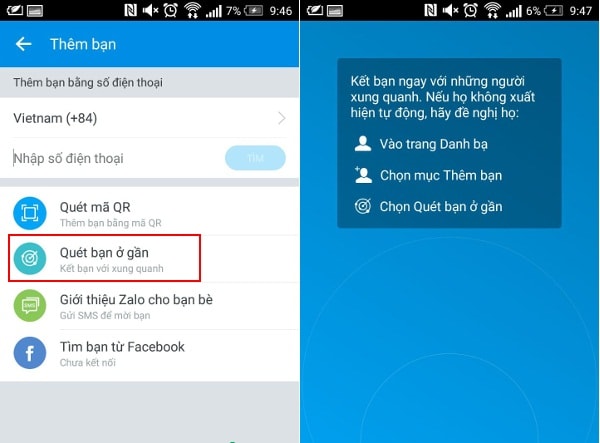 7% 9:46
Thêm bạn
Thêm bạn bằng số điện thoại
Vietnam (+84)
Nhập số điện thoại
TÌM
Quét mã QR
Thêm bạn bằng mã QR
Quét bạn ở gần
Kết bạn với xung quanh
SMS
Giới thiệu Zalo cho bạn bè
Gửi SMS để mời bạn
f
Tìm bạn từ Facebook
Chưa kết nối
6% 9:47
Kết bạn ngay với những người
xung quanh. Nếu họ không xuất
hiện tự động, hãy đề nghị họ:
Vào trang Danh bạ
Chọn mục Thêm bạn
Chọn Quét bạn ở gần